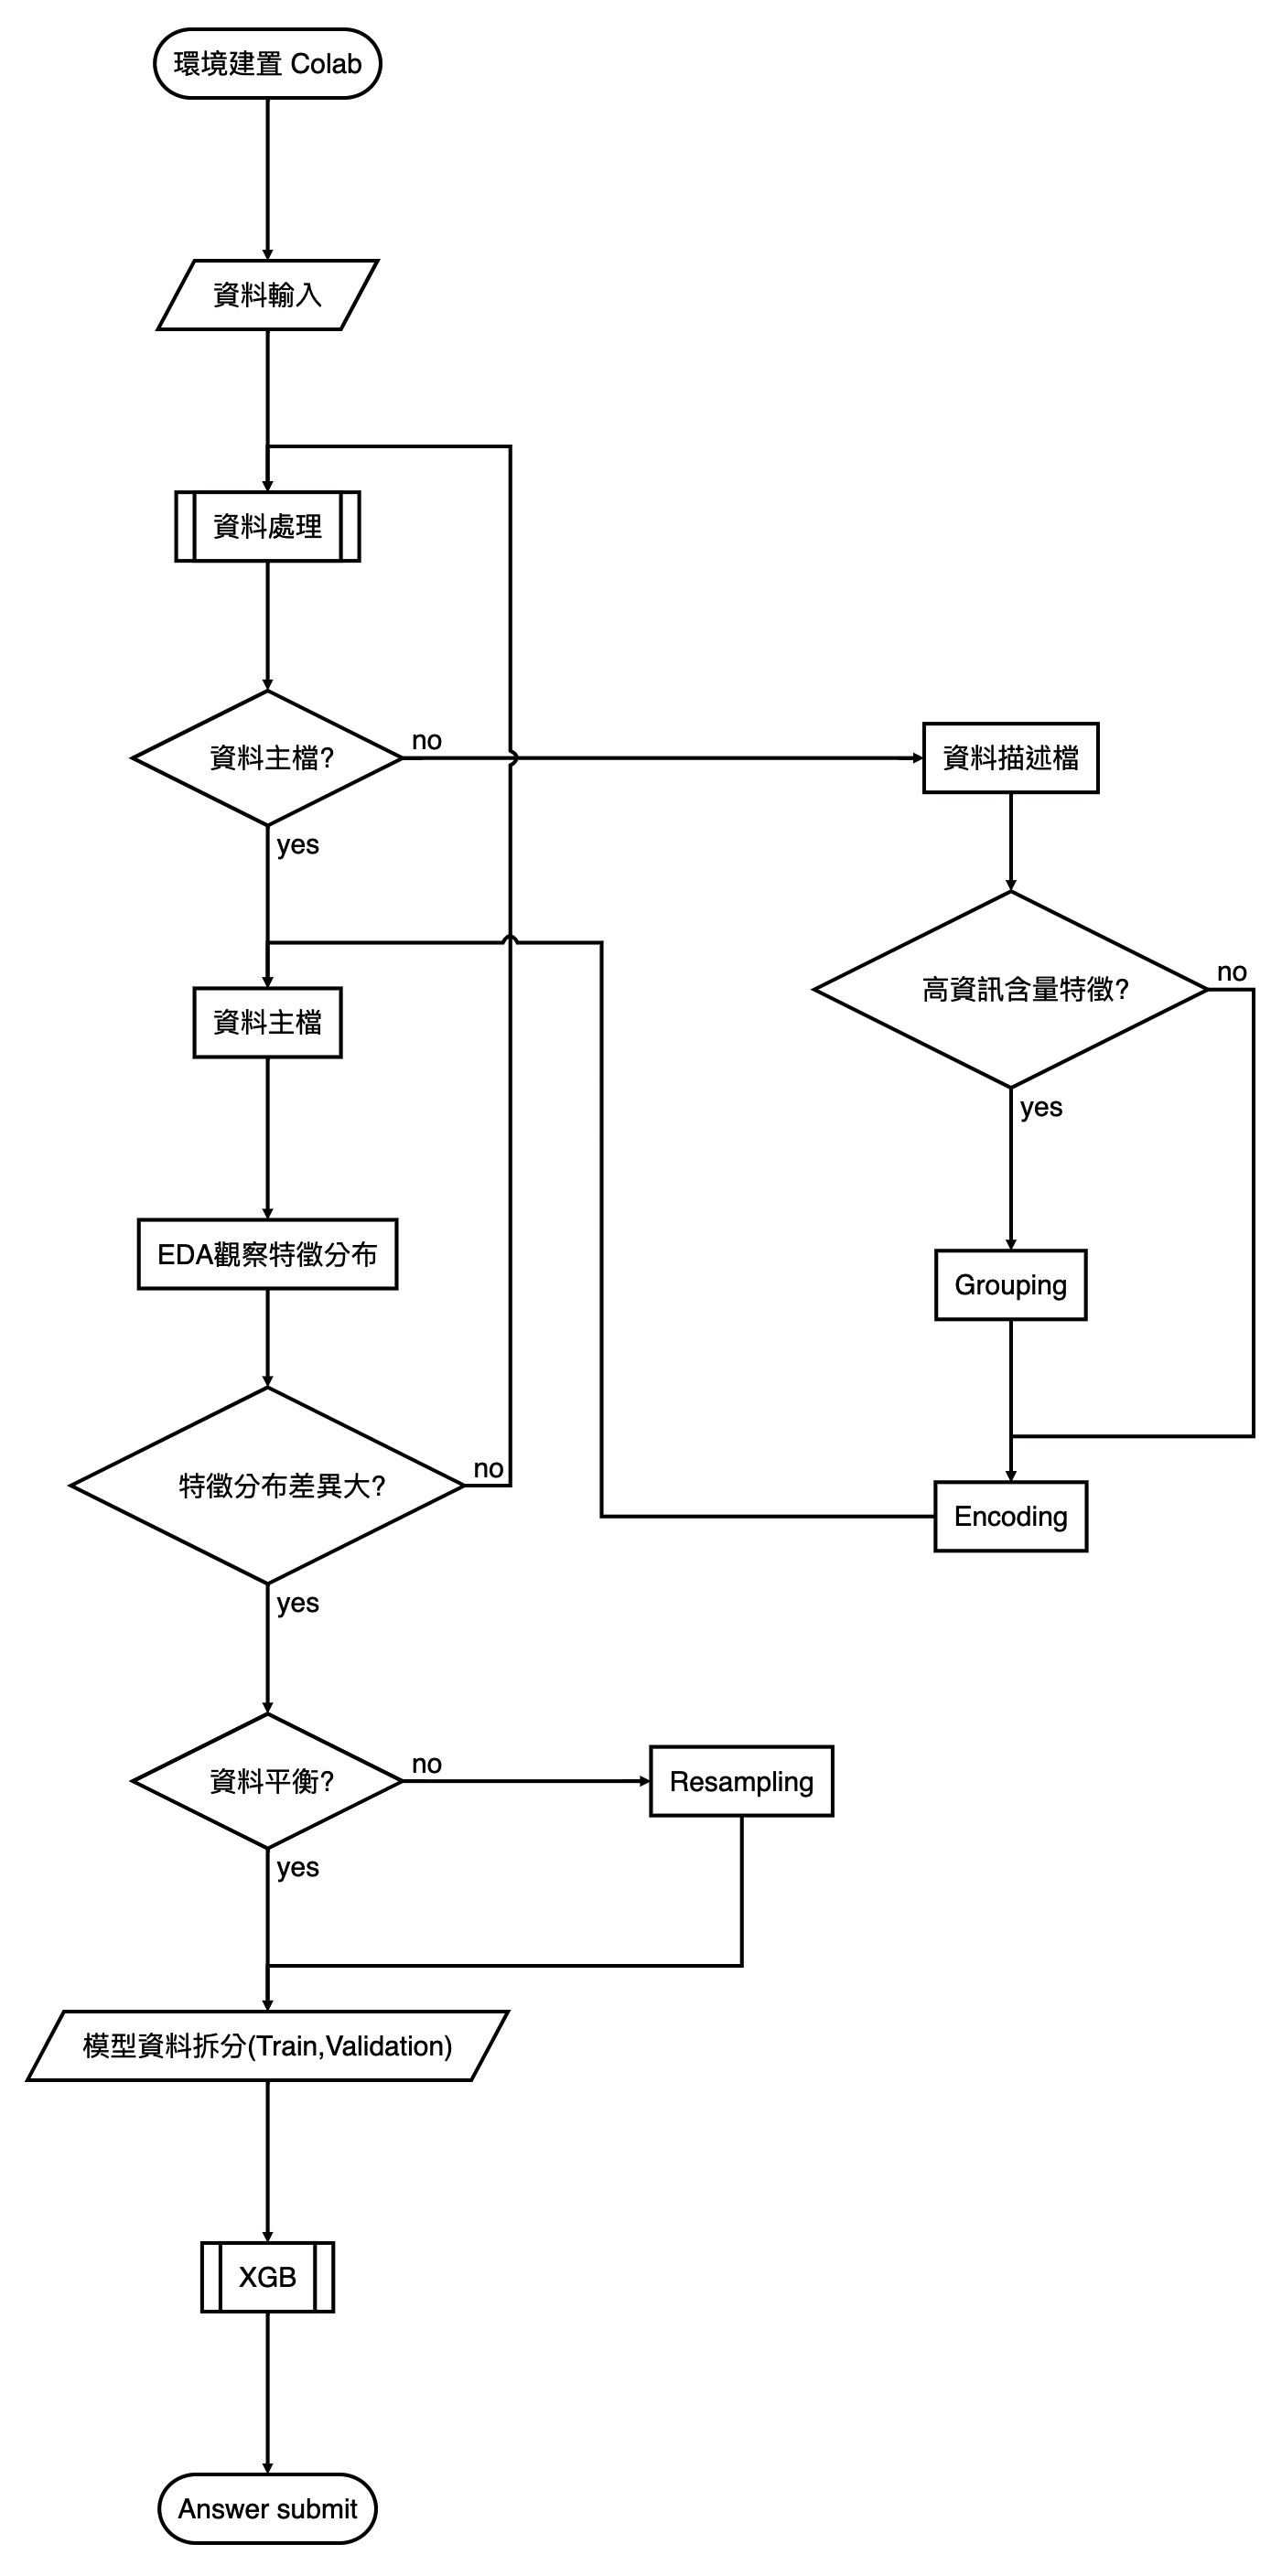 環境建置 Colab
資料輸入
資料處理
資料主檔?
no
yes
資料描述檔
高資訊含量特徵?
no
yes
資料主檔
EDA觀察特徵分布
Grouping
特徵分布差異大?
no
yes
Encoding
資料平衡?
no
yes
Resampling
模型資料拆分(Train,Validation)
XGB
Answer submit